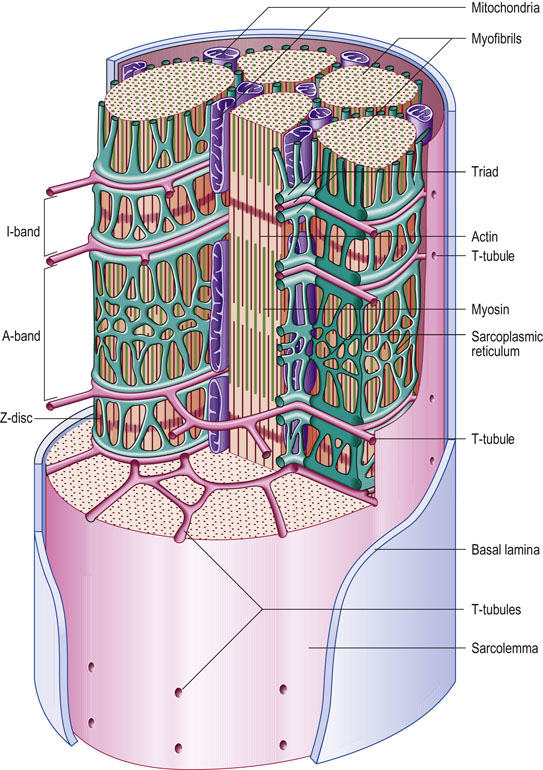 Mitochondria
Myofibrils
Triad
I-band
Actin
T-tubule
A-band
Myosin
Sarcoplasmic
reticulum
Z-disc
T-tubule
Basal lamina
T-tubules
Sarcolemma